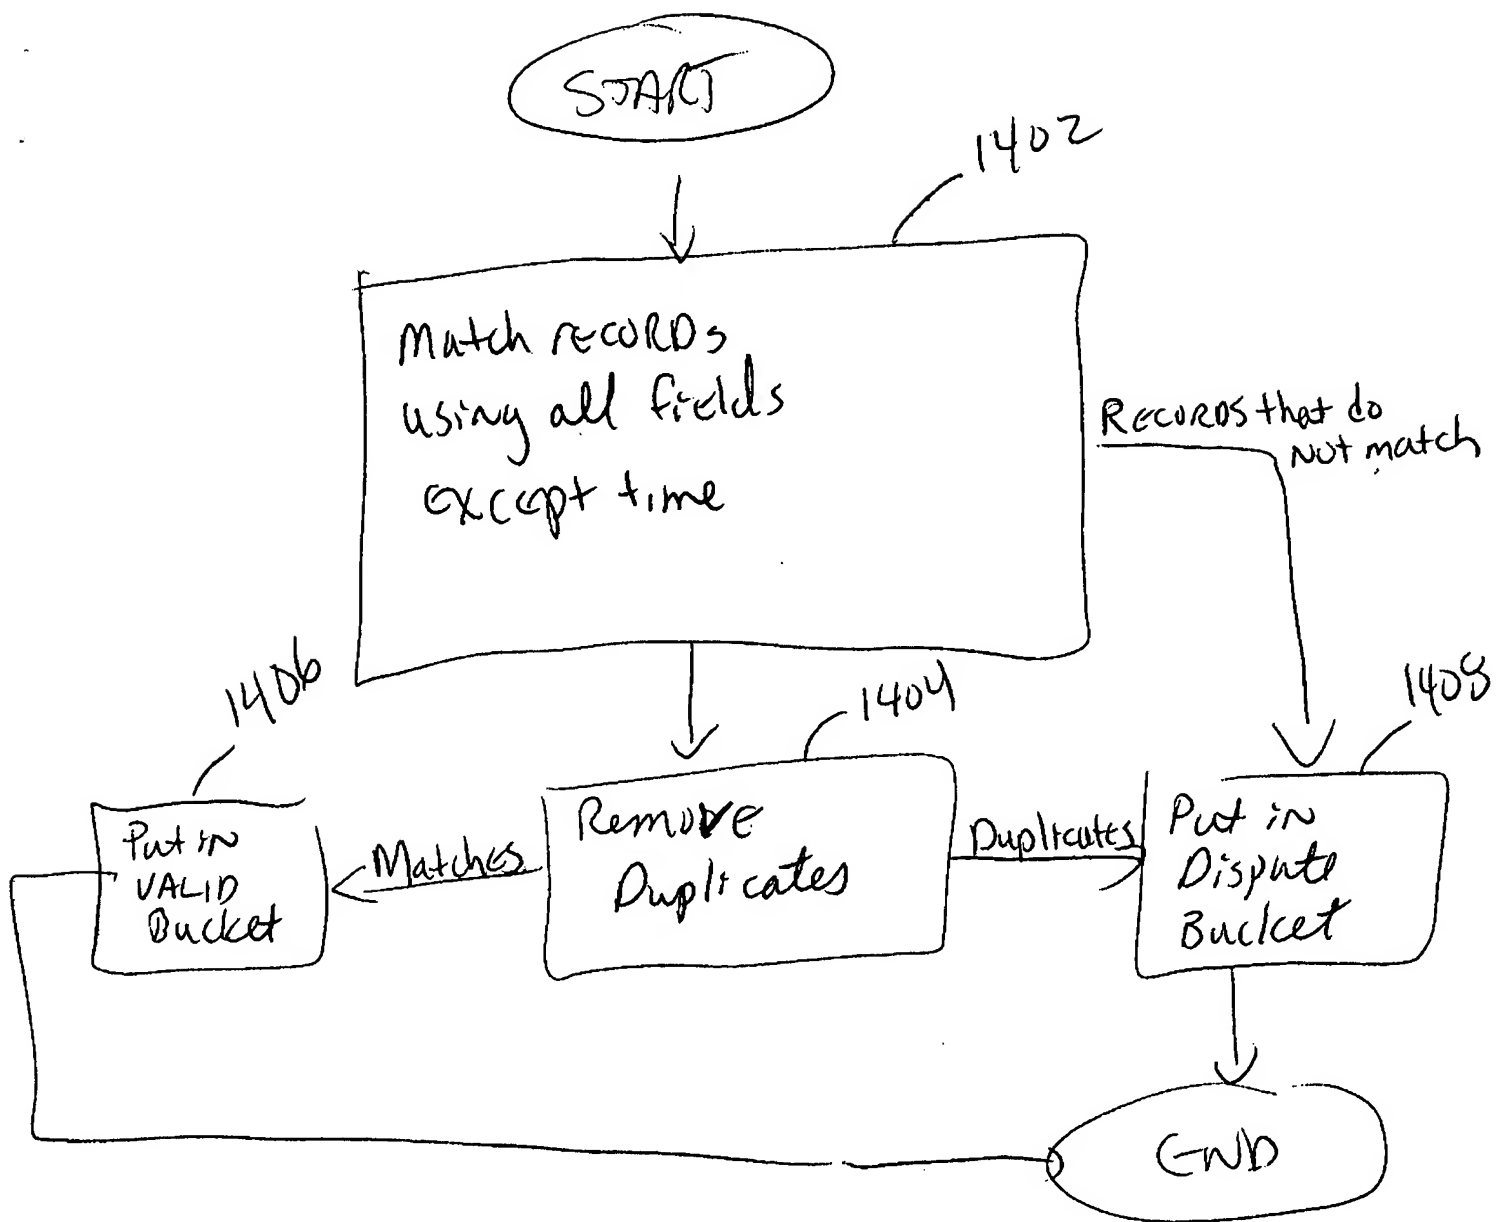 START
1402
Match RECORDs
using all fields
except time
RECORDS that do
NOT match
1406
1404
1408
Put iN
VALID
Bucket
Matches
Remove
Duplicates
Duplicates
Put iN
Dispute
Bucket
END